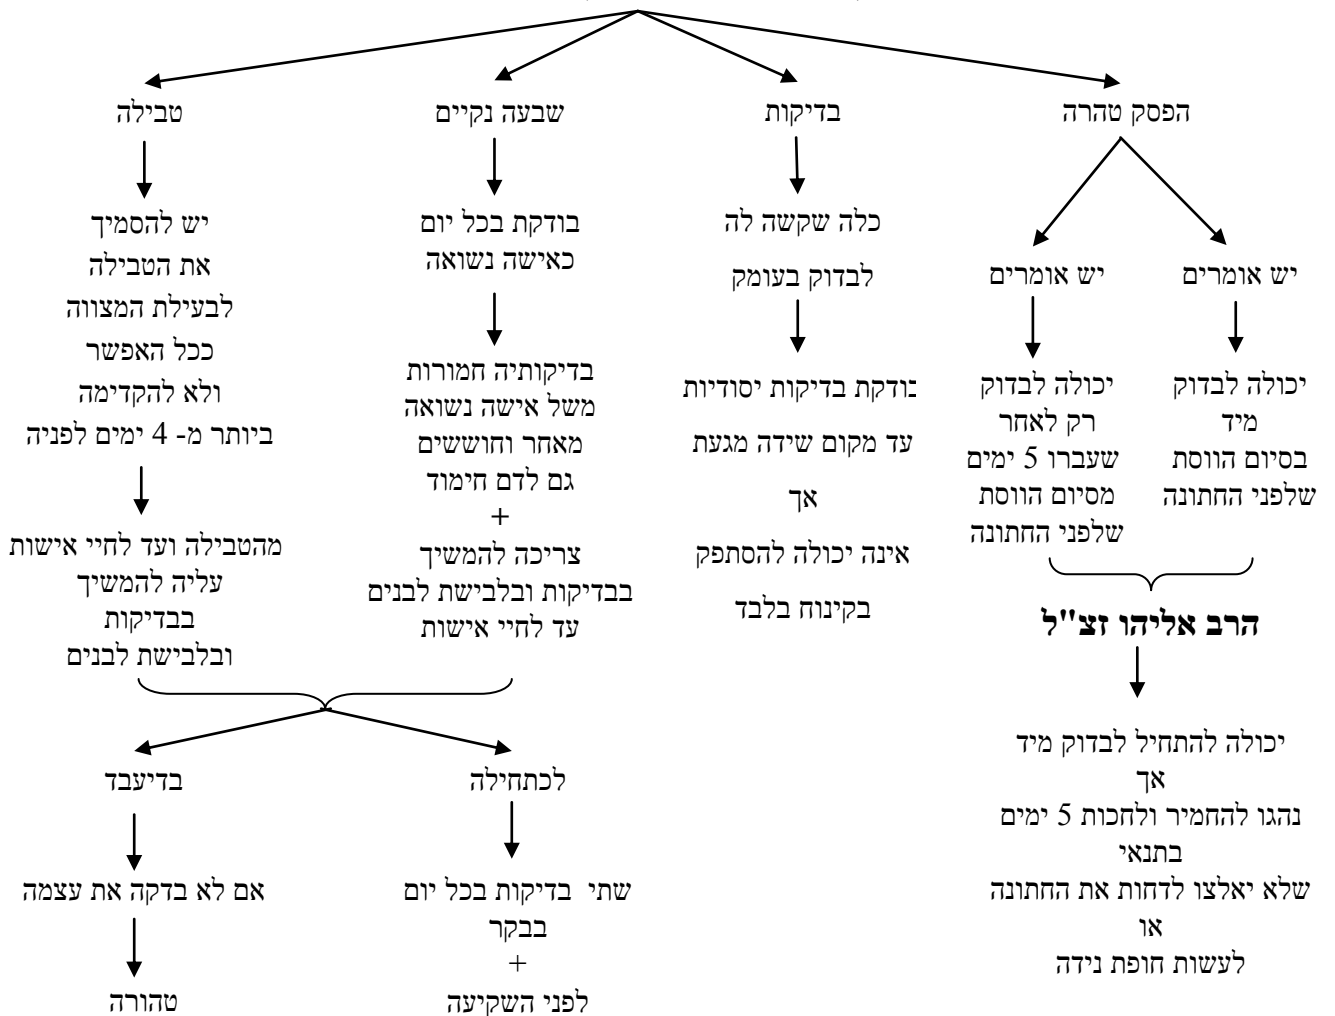 הפסק טהרה
יש אומרים
יכולה לבדוק
מיד
בסיום הווסת
שלפני החתונה
יש אומרים
יכולה לבדוק
רק לאחר
שעברו 5 ימים
מסיום הווסת
שלפני החתונה
הרב אליהו זצ"ל
יכולה להתחיל לבדוק מיד
אך
נהגו להחמיר ולחכות 5 ימים
בתנאי
שלא יאלצו לדחות את החתונה
או
לעשות חופת נידה
בדיקות
כלה שקשה לה
לבדוק בעומק
בודקת בדיקות יסודיות
עד מקום שידה מגעת
אך
אינה יכולה להסתפק
בקינוח בלבד
שבעה נקיים
בודקת בכל יום
כאישה נשואה
בדיקותיה חמורות
משל אישה נשואה
מאחר וחוששים
גם לדם חימוד
+
צריכה להמשיך
בבדיקות ובלבישת לבנים
עד לחיי אישות
טבילה
יש להסמיך
את הטבילה
לבעילת המצווה
ככל האפשר
ולא להקדימה
ביותר מ- 4 ימים לפניה
מהטבילה ועד לחיי אישות
עליה להמשיך
בבדיקות
ובלבישת לבנים
לכתחילה
שתי בדיקות בכל יום
בבקר
+
לפני השקיעה
בדיעבד
אם לא בדקה את עצמה
טהורה